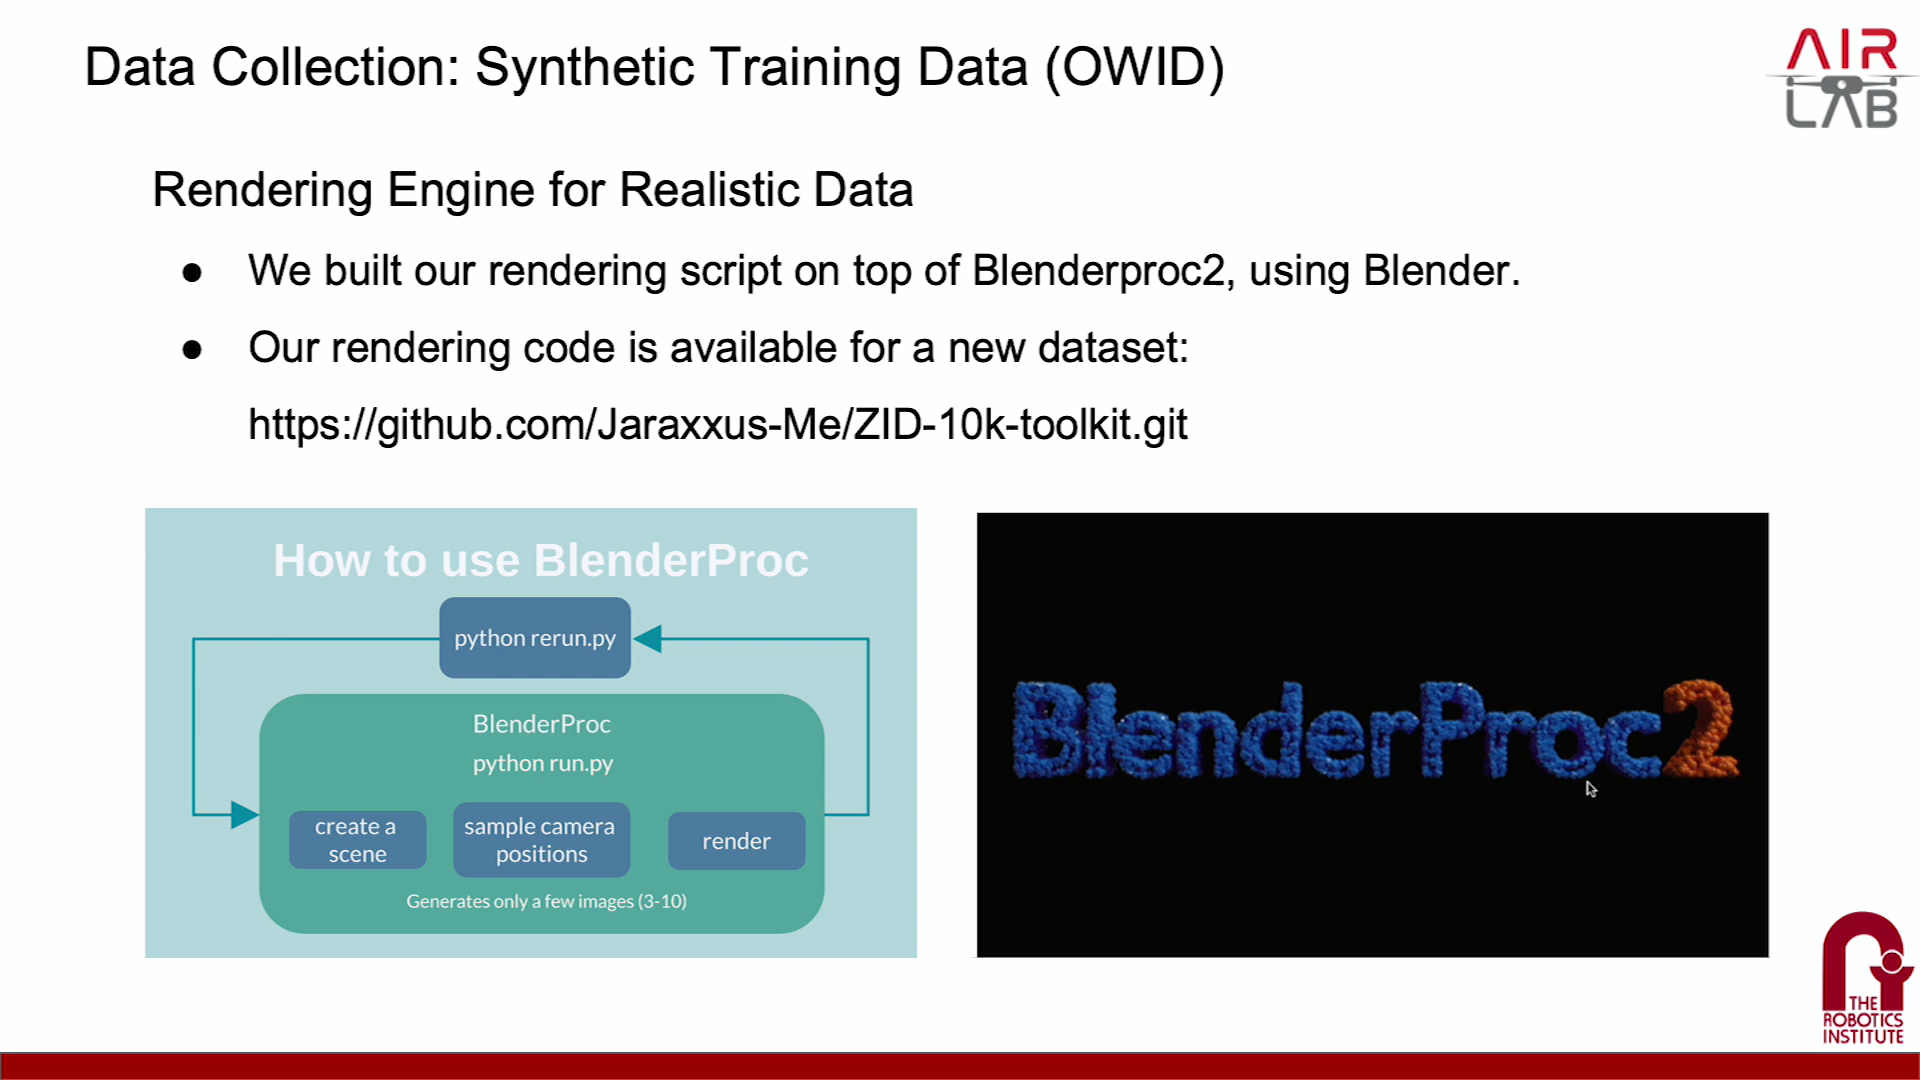 Data Collection: Synthetic Training Data (OWID)
AIR
LAB
Rendering Engine for Realistic Data
● We built our rendering script on top of Blenderproc2, using Blender.
● Our rendering code is available for a new dataset:
https://github.com/Jaraxxus-Me/ZID-10k-toolkit.git
How to use BlenderProc
python rerun.py
BlenderProc
python run.py
create a
scene
sample camera
positions
render
Generates only a few images (3-10)
BlenderProc2
THE
ROBOTICS
INSTITUTE